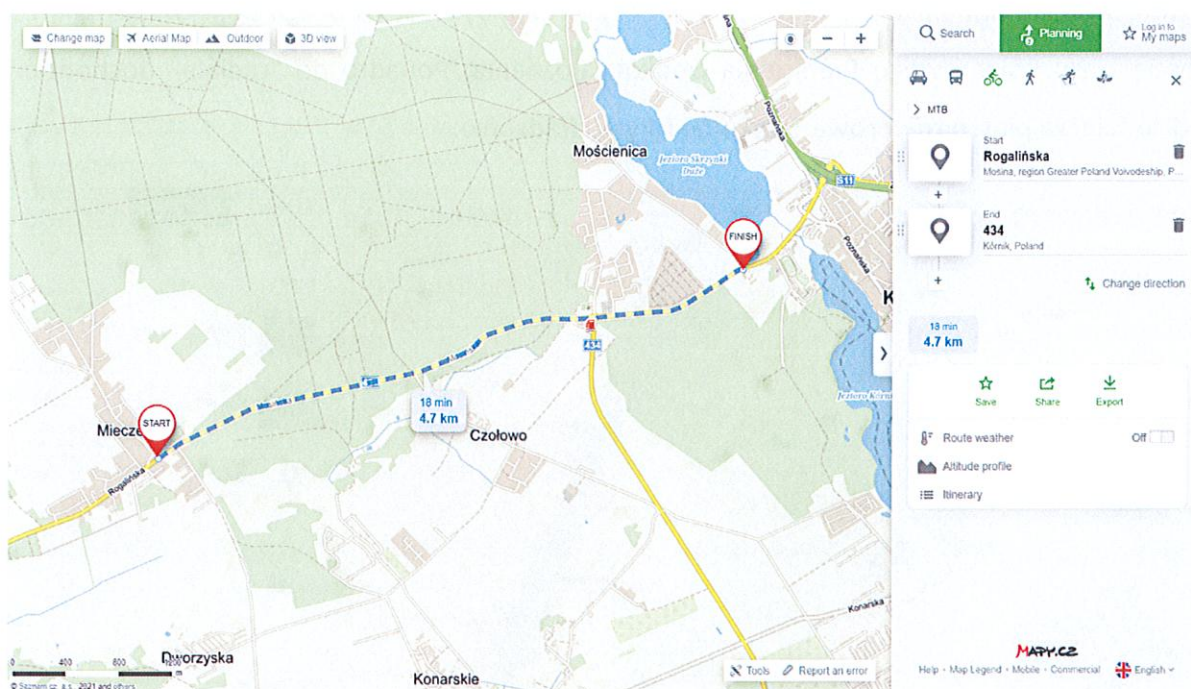 Change map
Aerial Map
Outdoor
3D view
Search
Planning
Log in to
My maps
MTB
Start
Rogalińska
Mosina, region Greater Poland Voivodeship, P...
End
434
Kórnik, Poland
Change direction
18 min
4.7 km
Save
Share
Export
Route weather
Off
Altitude profile
Itinerary
MAPY.CZ
Help - Map Legend - Mobile - Commercial
English
Poznańska
Mościenica
Jezioro Skrzynki
Duże
S11
FINISH
Poznańska
K
434
18 min
4.7 km
START
Miecze
Czołowo
Rogalińska
Jezioro Kórni
Konarska
Dworzyska
Konarskie
0 400 800 1200
m
Tools
Report an error
© Seznam.cz, a.s., 2021 and others